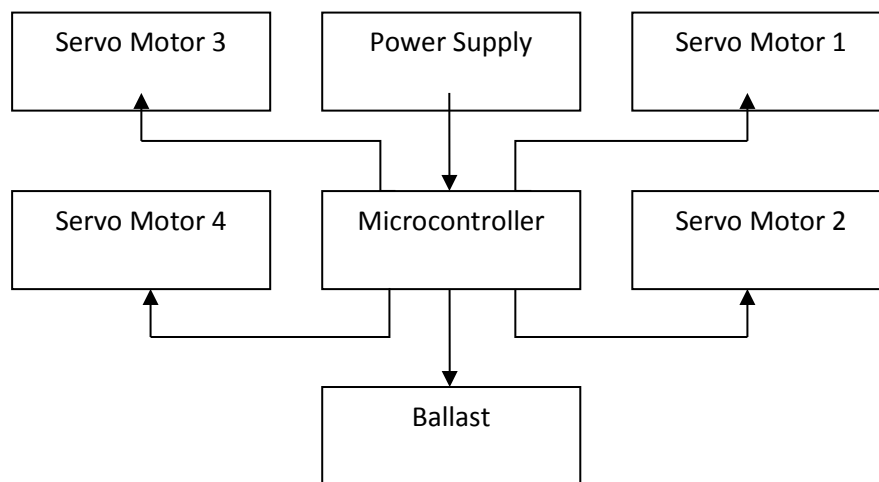 Servo Motor 3
Power Supply
Servo Motor 1
Servo Motor 4
Microcontroller
Servo Motor 2
Ballast